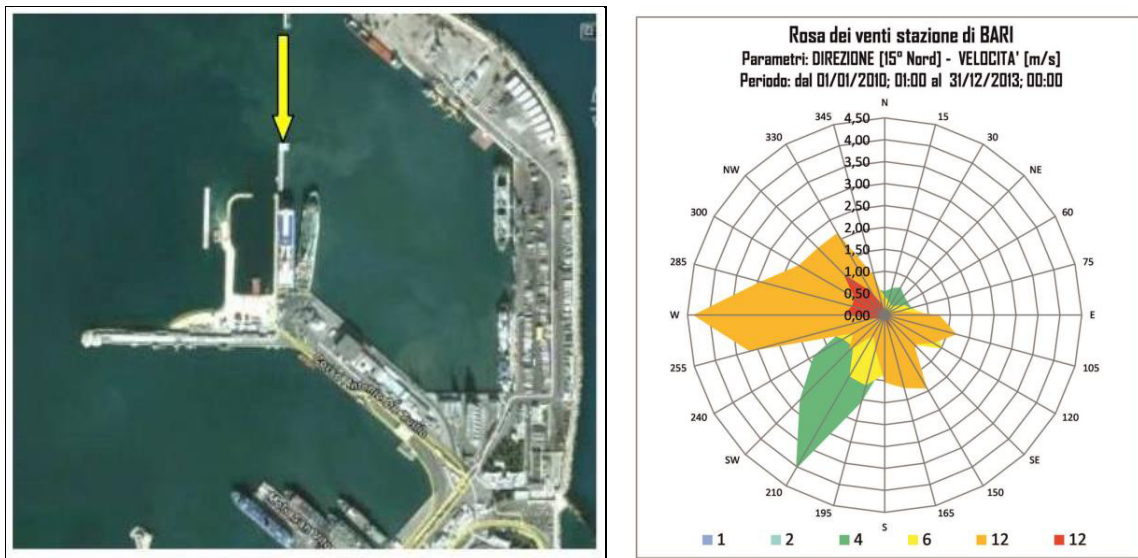 Rosa dei venti stazione di BARI
Parametri: DIREZIONE [15° Nord] - VELOCITA' [m/s]
Periodo: dal 01/01/2010; 01:00 al 31/12/2013; 00:00
N
345
4,50
15
330
4,00
30
NW
3,50
NE
3,00
300
2,50
60
2,00
285
1,50
75
1,00
0,50
W
0,00
E
255
105
240
120
SW
SE
210
150
195
165
S
1
2
4
6
12
12